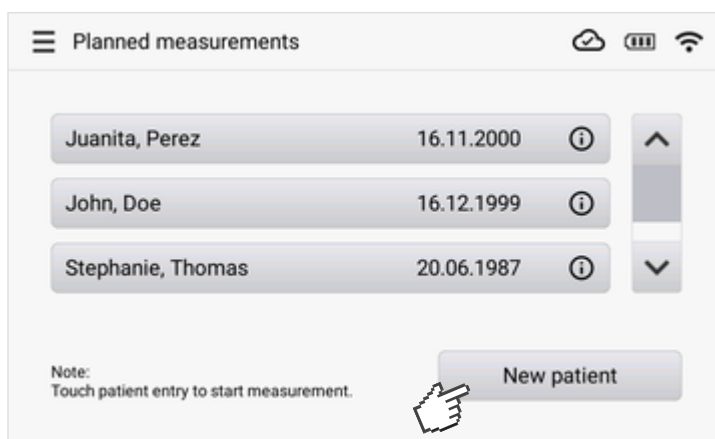 Planned measurements
Juanita, Perez 16.11.2000
John, Doe 16.12.1999
Stephanie, Thomas 20.06.1987
Note:
Touch patient entry to start measurement.
New patient